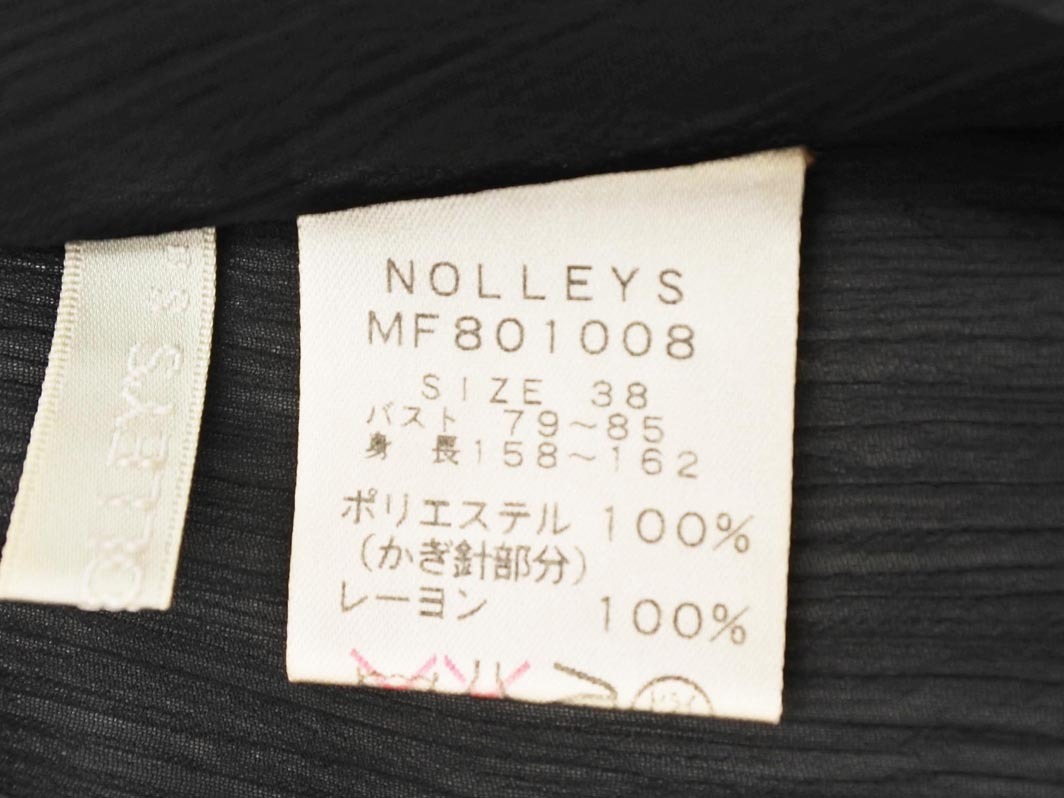 NOLLEYS
MF801008
SIZE 38
バスト 79～85
身長158～162
ポリエステル 100%
(かぎ針部分)
レーヨン 100%
OLLEYS